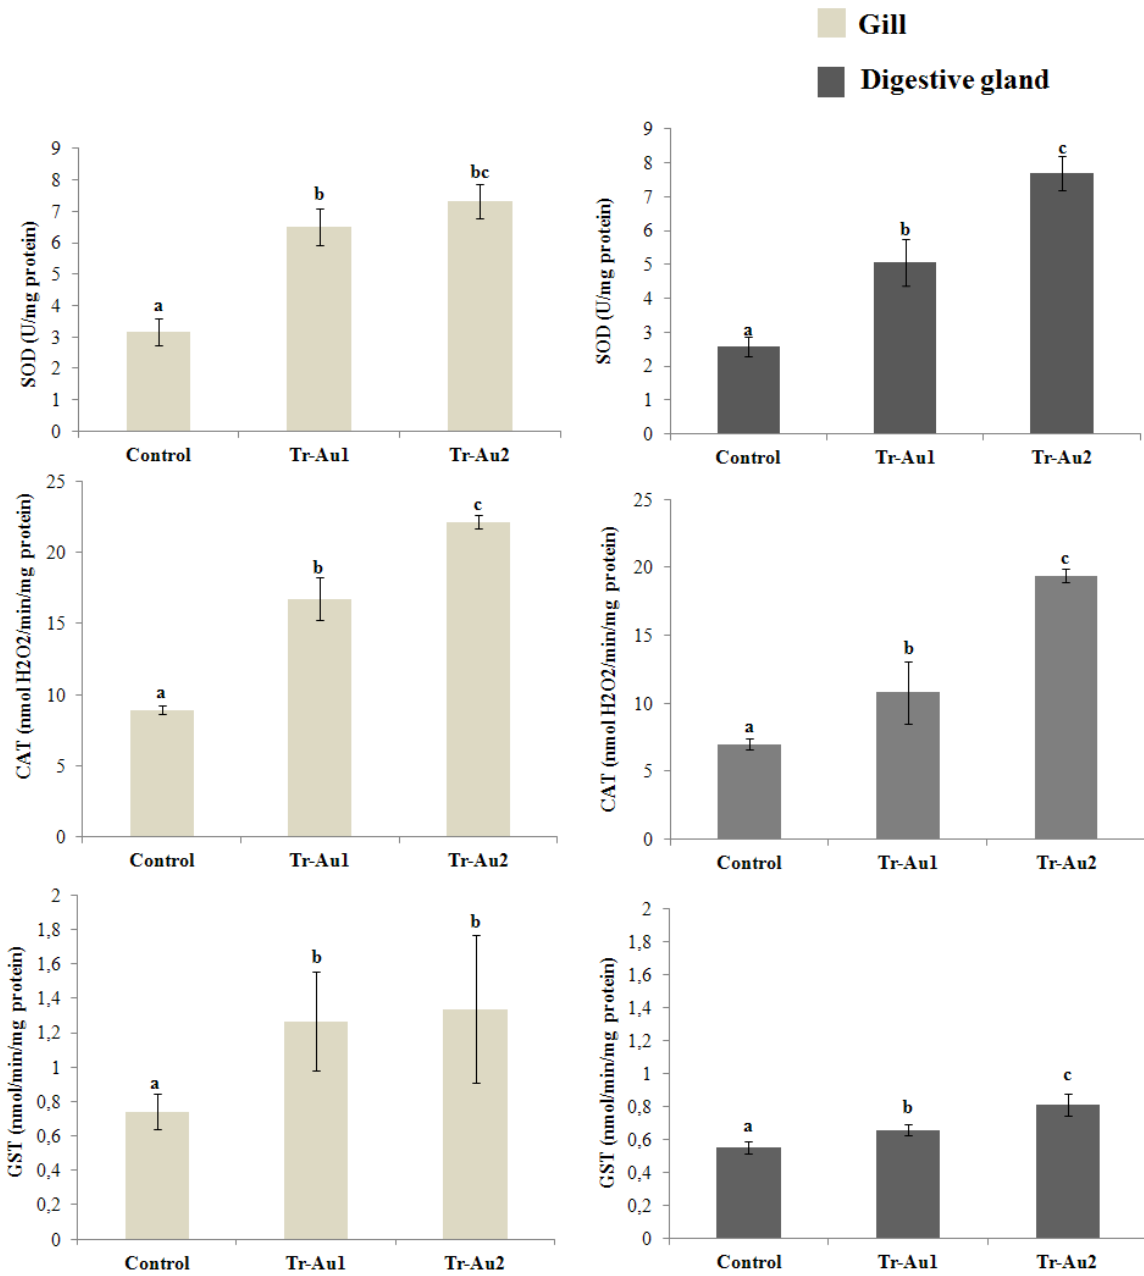 Gill
Digestive gland
SOD (U/mg protein)
9
8
7
6
5
4
3
2
1
0
a
b
bc
Control
Tr-Au1
Tr-Au2
SOD (U/mg protein)
9
8
7
6
5
4
3
2
1
0
a
b
c
Control
Tr-Au1
Tr-Au2
CAT (nmol H2O2/min/mg protein)
25
20
15
10
5
0
a
b
c
Control
Tr-Au1
Tr-Au2
CAT (nmol H2O2/min/mg protein)
25
20
15
10
5
0
a
b
c
Control
Tr-Au1
Tr-Au2
GST (nmol/min/mg protein)
2
1,8
1,6
1,4
1,2
1
0,8
0,6
0,4
0,2
0
a
b
b
Control
Tr-Au1
Tr-Au2
GST (nmol/min/mg protein)
2
1,8
1,6
1,4
1,2
1
0,8
0,6
0,4
0,2
0
a
b
c
Control
Tr-Au1
Tr-Au2